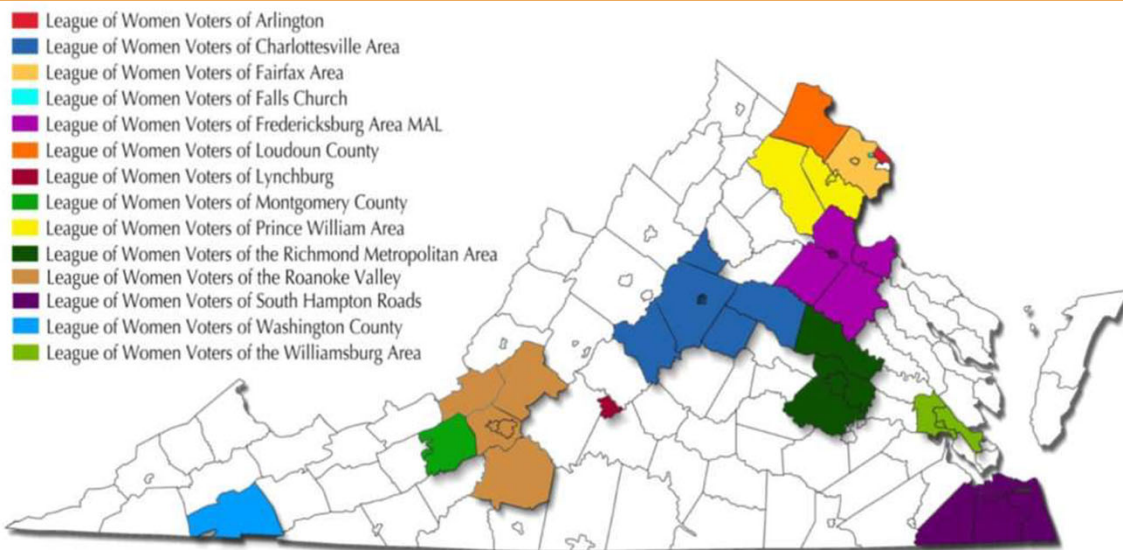 League of Women Voters of Arlington
League of Women Voters of Charlottesville Area
League of Women Voters of Fairfax Area
League of Women Voters of Falls Church
League of Women Voters of Fredericksburg Area MAL
League of Women Voters of Loudoun County
League of Women Voters of Lynchburg
League of Women Voters of Montgomery County
League of Women Voters of Prince William Area
League of Women Voters of the Richmond Metropolitan Area
League of Women Voters of the Roanoke Valley
League of Women Voters of South Hampton Roads
League of Women Voters of Washington County
League of Women Voters of the Williamsburg Area